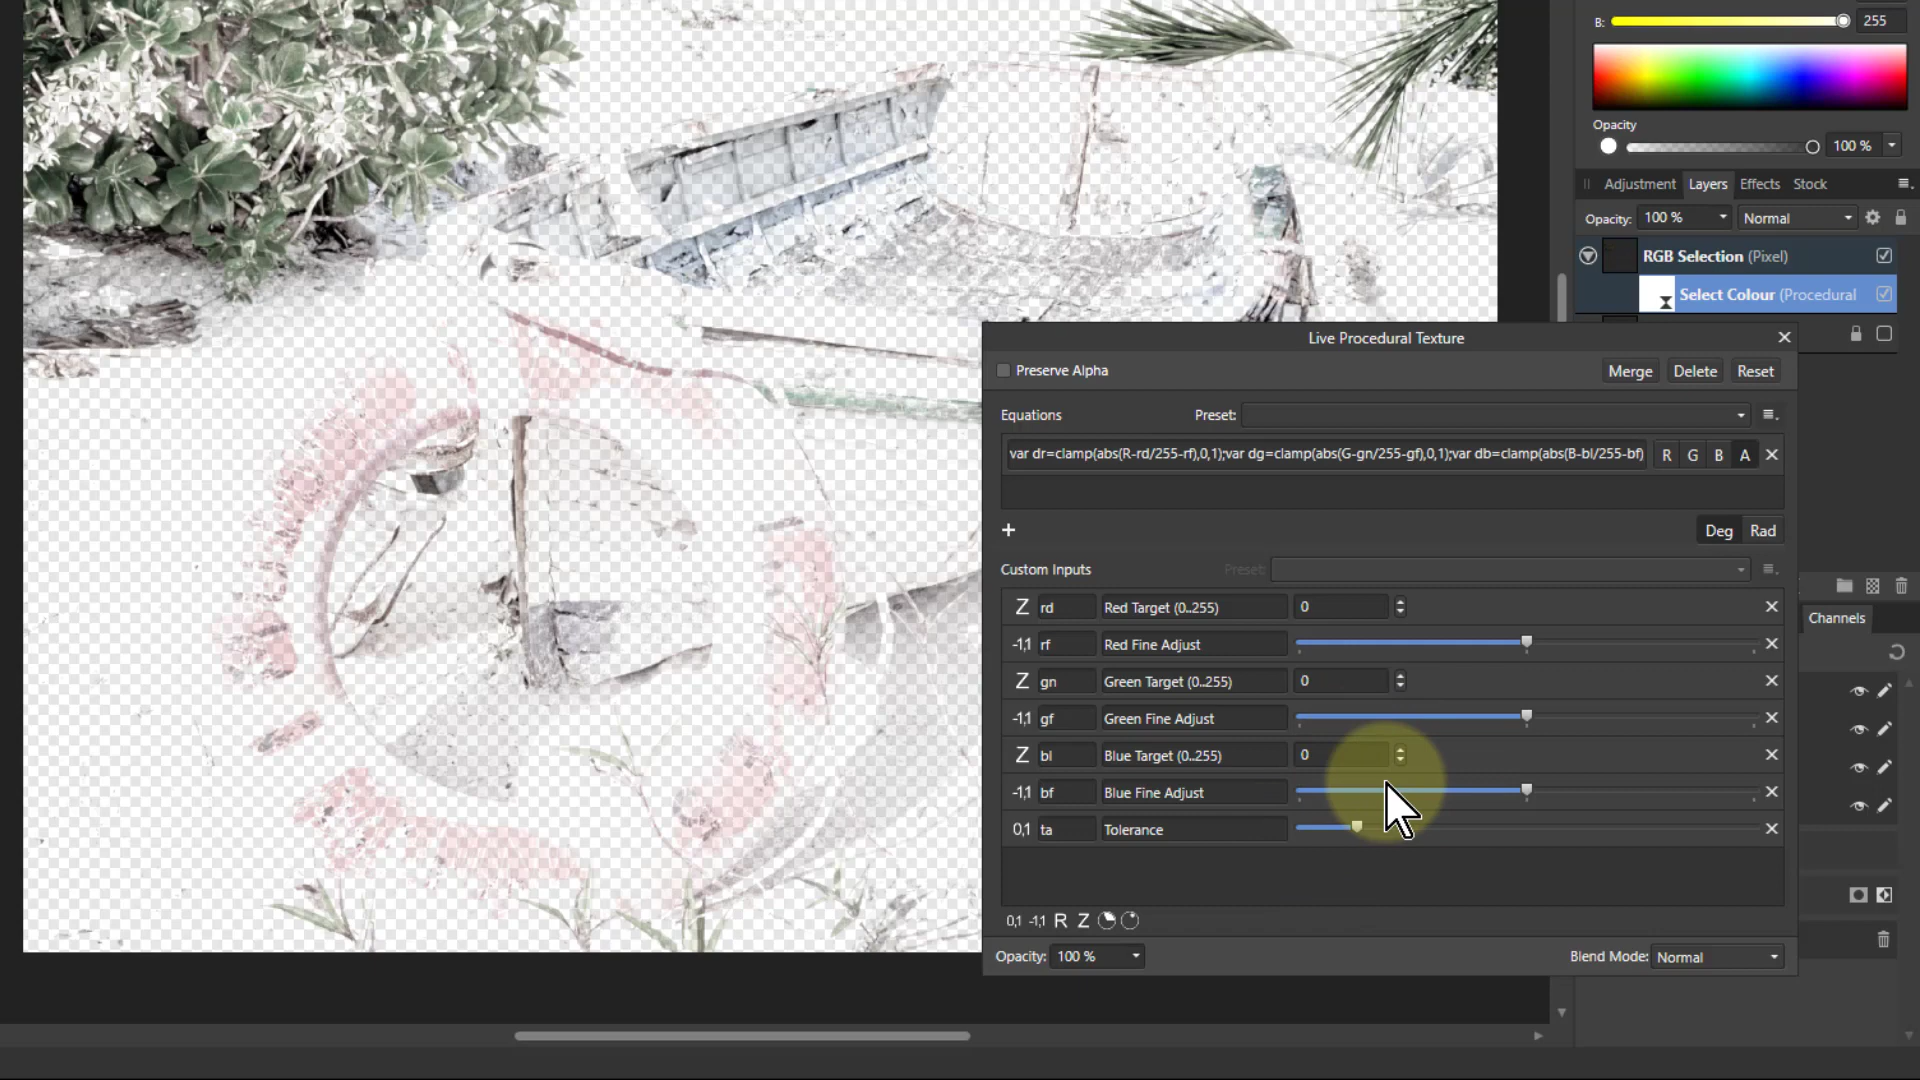 B: 255
Opacity
100 %
Adjustment Layers Effects Stock
Opacity: 100 % Normal
RGB Selection (Pixel)
Select Colour (Procedural
Live Procedural Texture
Preserve Alpha Merge Delete Reset
Equations Preset:
var dr=clamp(abs(R-rd/255-rf),0,1);var dg=clamp(abs(G-gn/255-gf),0,1);var db=clamp(abs(B-bl/255-bf) R G B A
Deg Rad
Custom Inputs Preset:
Channels
Z rd Red Target (0..255) 0
-1,1 rf Red Fine Adjust
Z gn Green Target (0..255) 0
-1,1 gf Green Fine Adjust
Z bl Blue Target (0..255) 0
-1,1 bf Blue Fine Adjust
0,1 ta Tolerance
0,1 -1,1 R Z
Opacity: 100 % Blend Mode: Normal